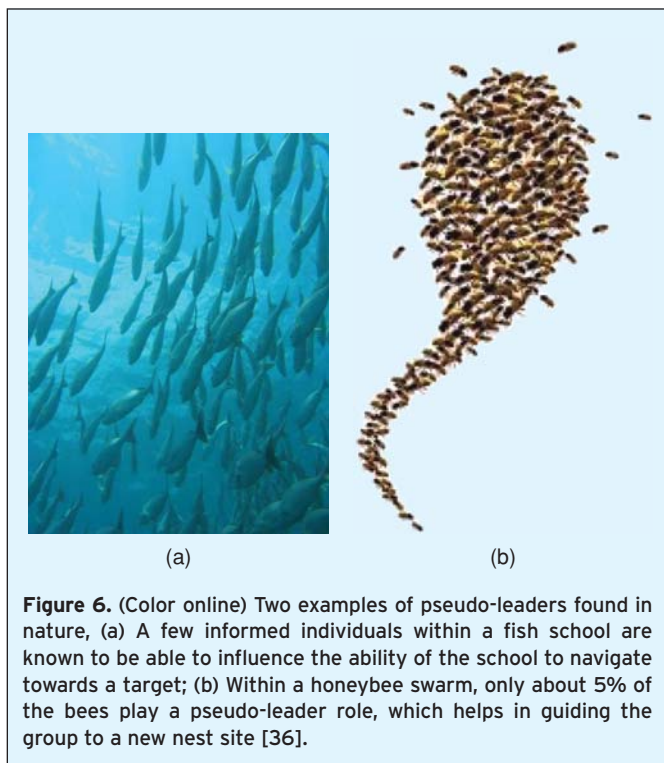 (a)
(b)
Figure 6. (Color online) Two examples of pseudo-leaders found in
nature, (a) A few informed individuals within a fish school are
known to be able to influence the ability of the school to navigate
towards a target; (b) Within a honeybee swarm, only about 5% of
the bees play a pseudo-leader role, which helps in guiding the
group to a new nest site [36].